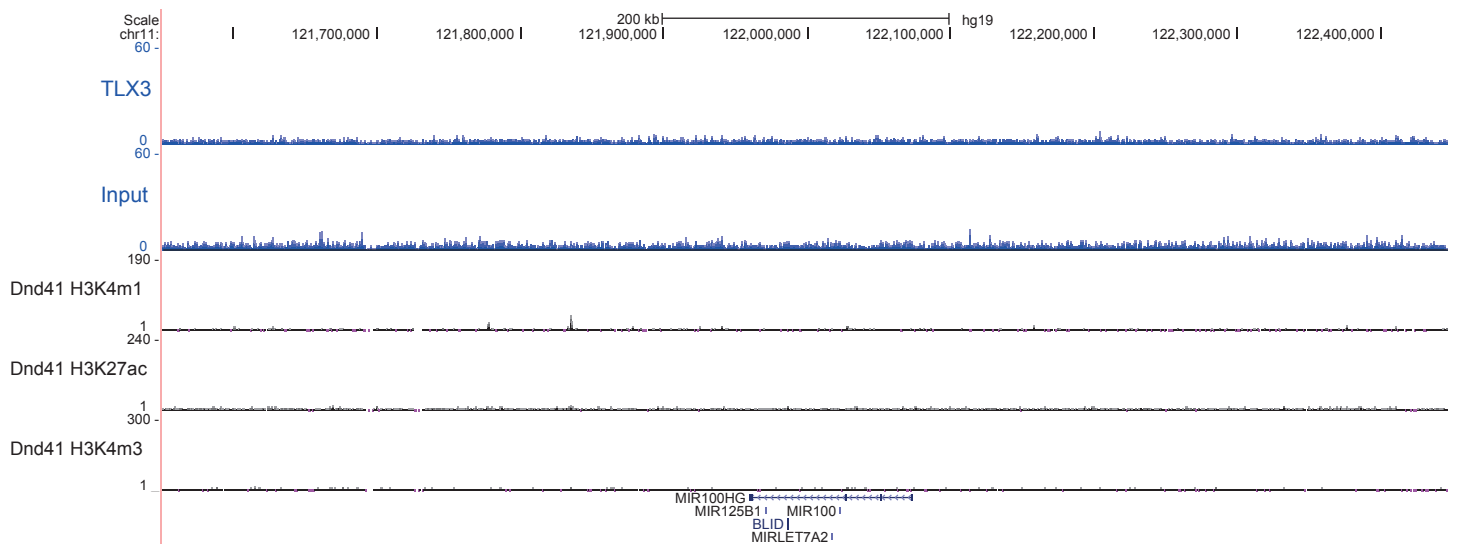 Scale 200 kb hg19
chr11: 121,700,000 121,800,000 121,900,000 122,000,000 122,100,000 122,200,000 122,300,000 122,400,000
60 -
TLX3
0
60 -
Input
0
190 -
Dnd41 H3K4m1
1
240 -
Dnd41 H3K27ac
1
300 -
Dnd41 H3K4m3
1
MIR100HG
MIR125B1 MIR100
BLID
MIRLET7A2